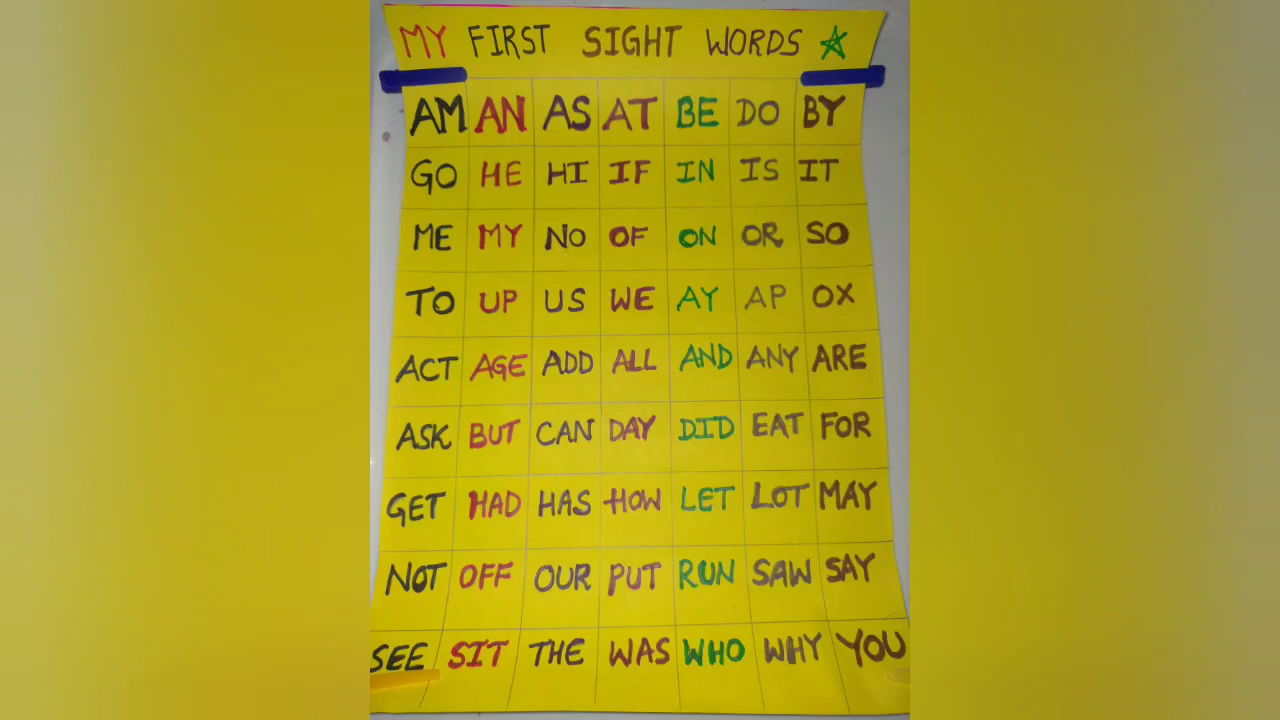 MY FIRST SIGHT WORDS
AM AN AS AT BE DO BY
GO HE HI IF IN IS IT
ME MY NO OF ON OR SO
TO UP US WE AY AP OX
ACT AGE ADD ALL AND ANY ARE
ASK BUT CAN DAY DID EAT FOR
GET HAD HAS HOW LET LOT MAY
NOT OFF OUR PUT RUN SAW SAY
SEE SIT THE WAS WHO WHY YOU